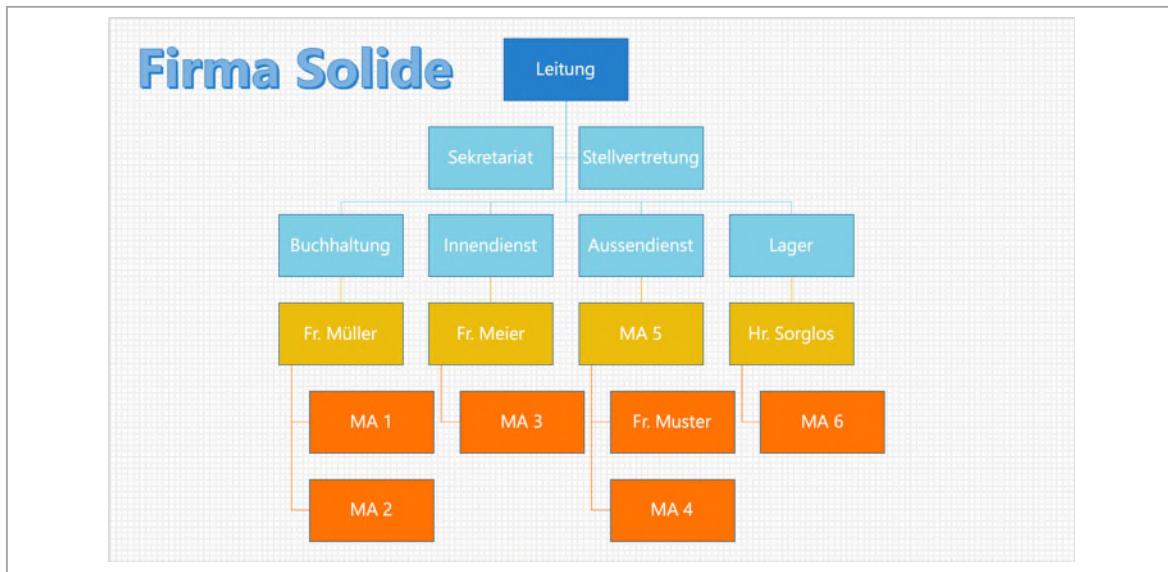 Firma Solide
Leitung
Sekretariat
Stellvertretung
Buchhaltung
Innendienst
Aussendienst
Lager
Fr. Müller
Fr. Meier
MA 5
Hr. Sorglos
MA 1
MA 3
Fr. Muster
MA 6
MA 2
MA 4